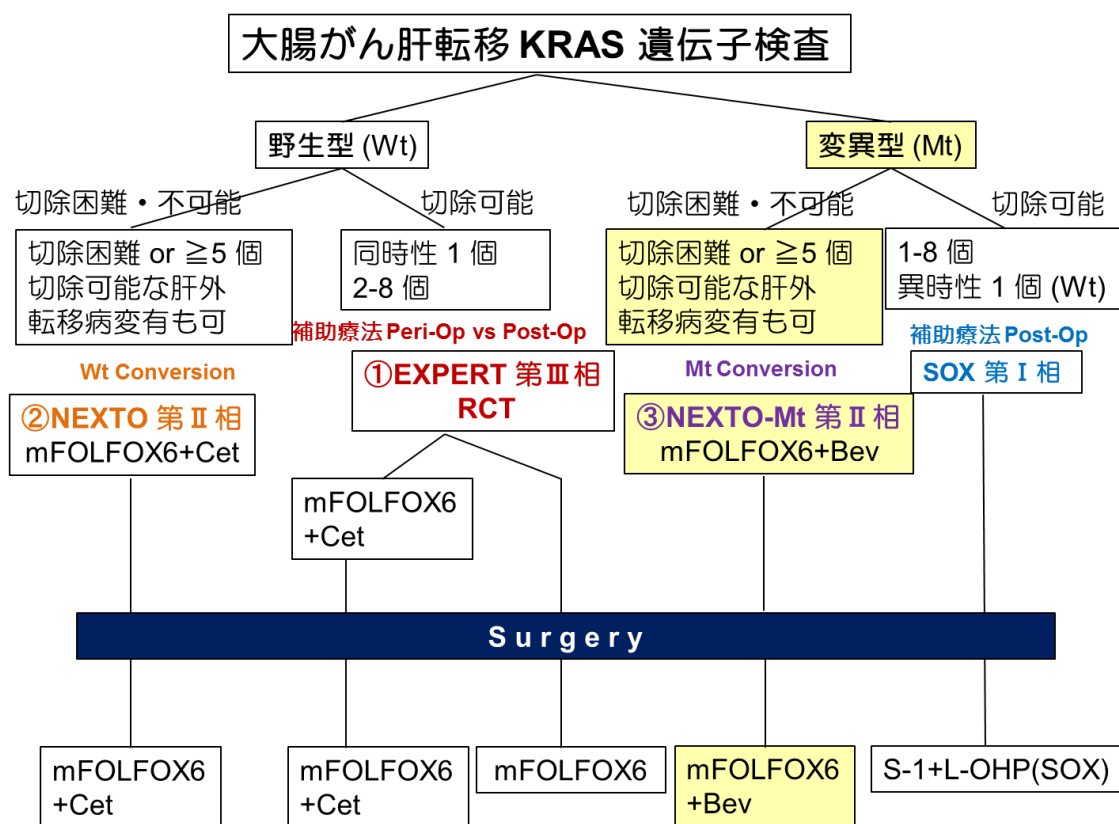 大腸がん肝転移 KRAS 遺伝子検査
野生型 (Wt)
変異型 (Mt)
切除困難・不可能
切除可能
切除困難・不可能
切除可能
切除困難 or ≧5 個
切除可能な肝外
転移病変有も可
同時性 1 個
2-8 個
切除困難 or ≧5 個
切除可能な肝外
転移病変有も可
1-8 個
異時性 1 個 (Wt)
補助療法 Peri-Op vs Post-Op
補助療法 Post-Op
Wt Conversion
①EXPERT 第Ⅲ相
RCT
Mt Conversion
SOX 第Ⅰ相
②NEXTO 第Ⅱ相
mFOLFOX6+Cet
③NEXTO-Mt 第Ⅱ相
mFOLFOX6+Bev
mFOLFOX6
+Cet
Surgery
mFOLFOX6
+Cet
mFOLFOX6
+Cet
mFOLFOX6
mFOLFOX6
+Bev
S-1+L-OHP(SOX)